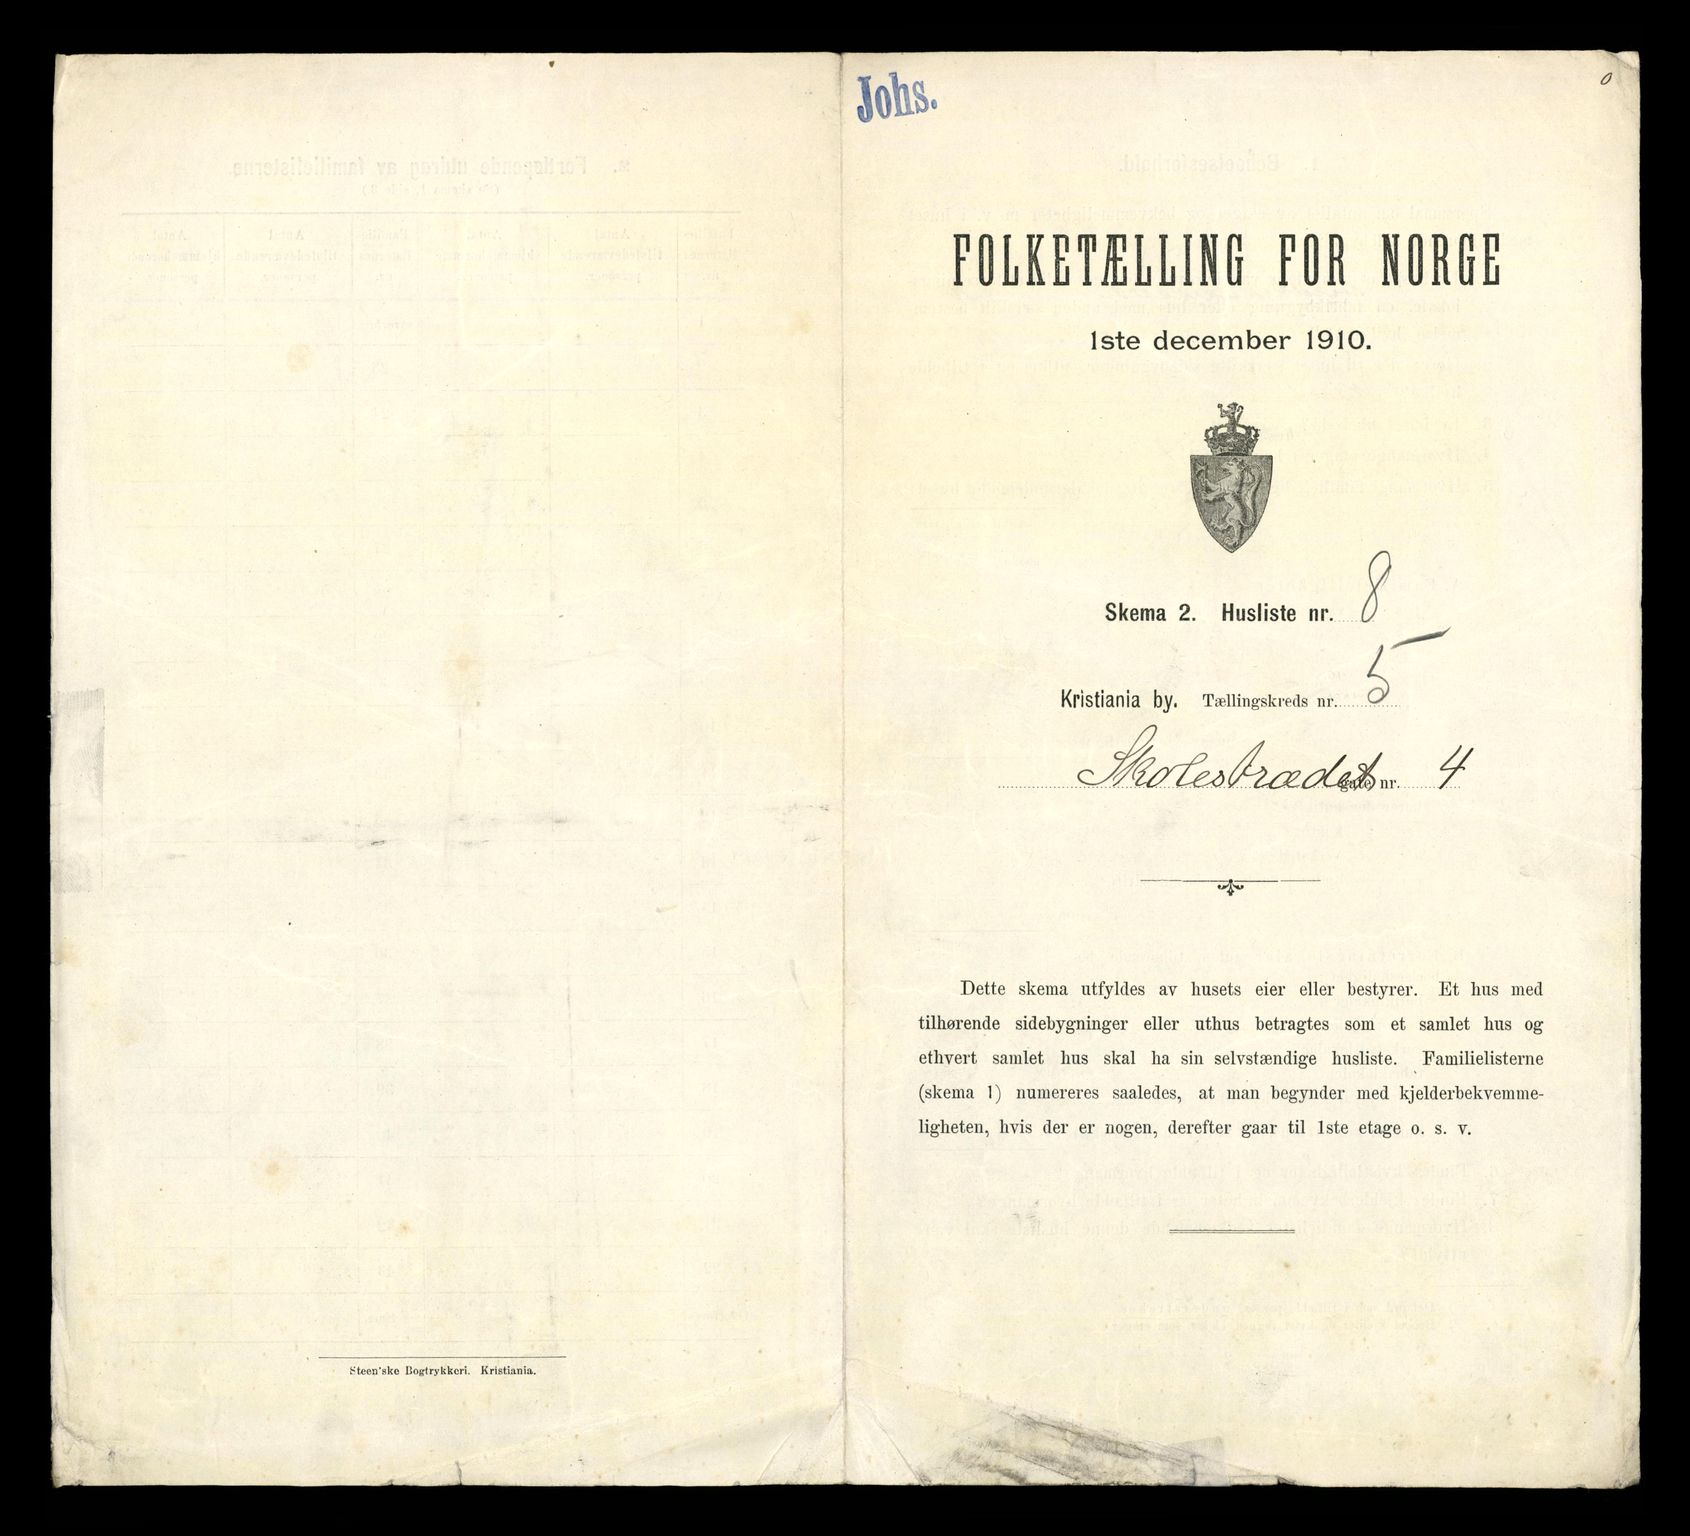 Johs.
0
FOLKETÆLLING FOR NORGE
1ste december 1910.
Skema 2. Husliste nr. 8
Kristiania by. Tællingskreds nr. 5
Skolestrædet gate nr. 4
Dette skema utfyldes av husets eier eller bestyrer. Et hus med
tilhørende sidebygninger eller uthus betragtes som et samlet hus og
ethvert samlet hus skal ha sin selvstændige husliste. Familielisterne
(skema 1) numereres saaledes, at man begynder med kjelderbekvemme-
ligheten, hvis der er nogen, derefter gaar til 1ste etage o. s. v.
Steen'ske Bogtrykkeri. Kristiania.